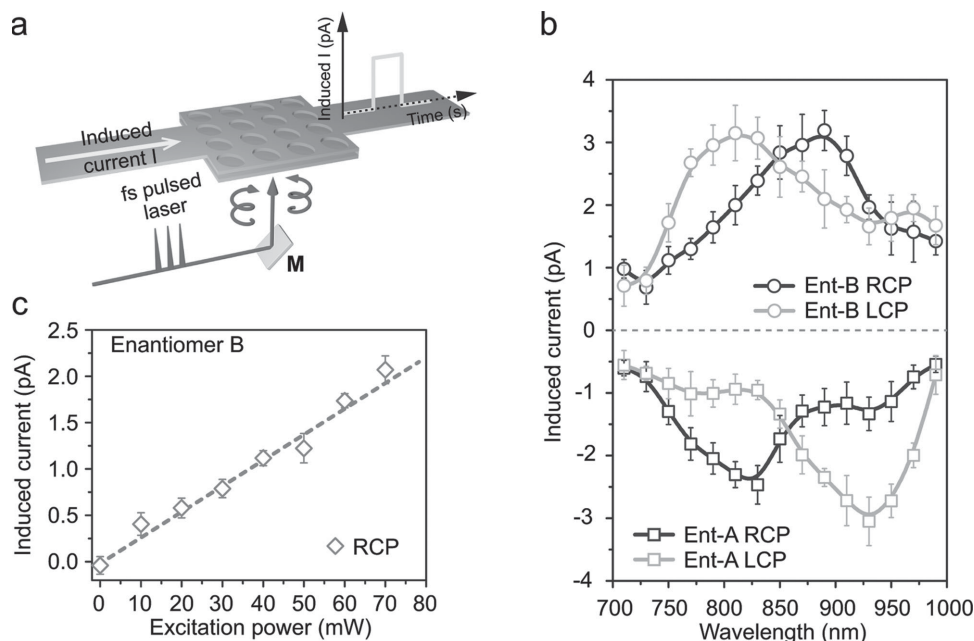 a
Induced I (pA)
Time (s)
Induced
current I
fs pulsed
laser
M
b
4
3
2
1
0
-1
-2
-3
-4
Induced current (pA)
Ent-B RCP
Ent-B LCP
Ent-A RCP
Ent-A LCP
700 750 800 850 900 950 1000
Wavelength (nm)
c
2.5
2.0
1.5
1.0
0.5
0.0
Induced current (pA)
Enantiomer B
RCP
0 10 20 30 40 50 60 70 80
Excitation power (mW)